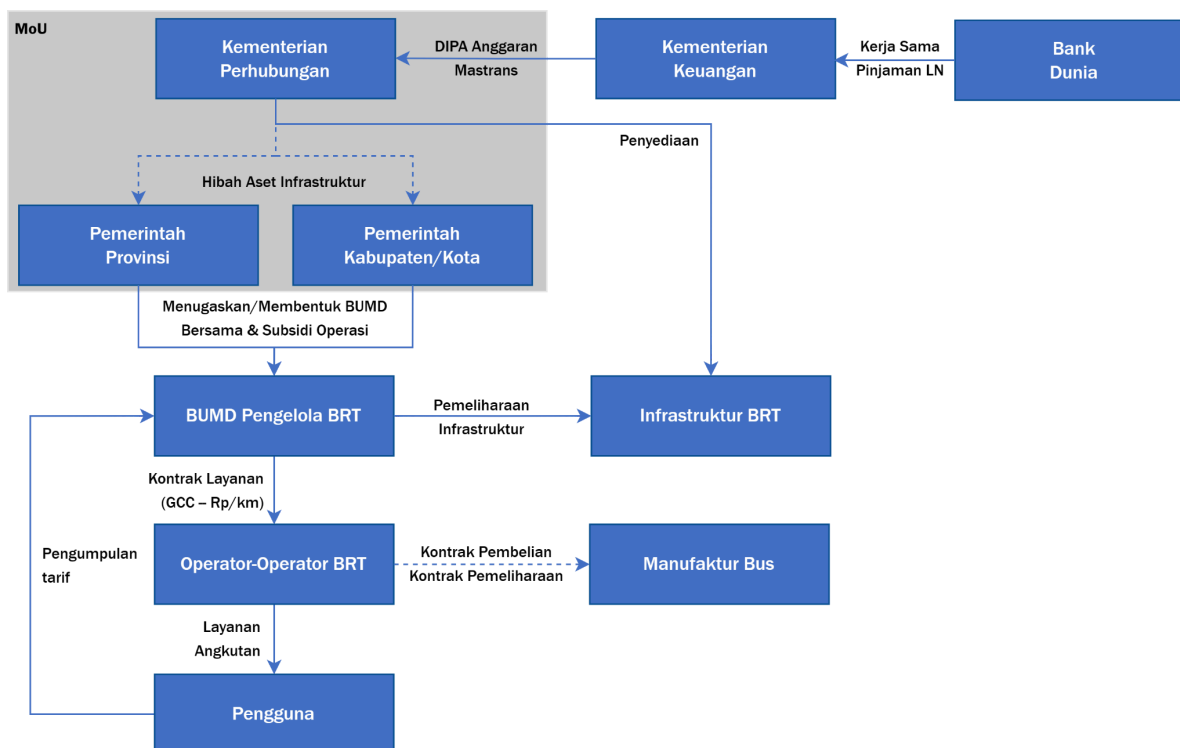 MoU
Kementerian
Perhubungan
DIPA Anggaran
Mastrans
Kementerian
Keuangan
Kerja Sama
Pinjaman LN
Bank
Dunia
Penyediaan
Hibah Aset Infrastruktur
Pemerintah
Provinsi
Pemerintah
Kabupaten/Kota
Menugaskan/Membentuk BUMD
Bersama & Subsidi Operasi
BUMD Pengelola BRT
Pemeliharaan
Infrastruktur
Infrastruktur BRT
Kontrak Layanan
(GCC – Rp/km)
Pengumpulan
tarif
Operator-Operator BRT
Kontrak Pembelian
Kontrak Pemeliharaan
Manufaktur Bus
Layanan
Angkutan
Pengguna